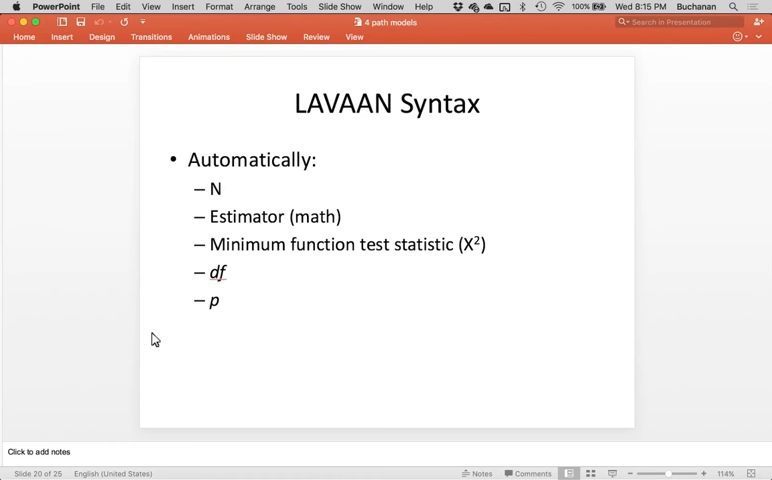 PowerPoint File Edit View Insert Format Arrange Tools Slide Show Window Help 100% Wed 8:15 PM Buchanan
4 path models
Search in Presentation
Home Insert Design Transitions Animations Slide Show Review View
LAVAAN Syntax
• Automatically:
– N
– Estimator (math)
– Minimum function test statistic (X²)
– df
– p
Click to add notes
Slide 20 of 25 English (United States) Notes Comments 114%